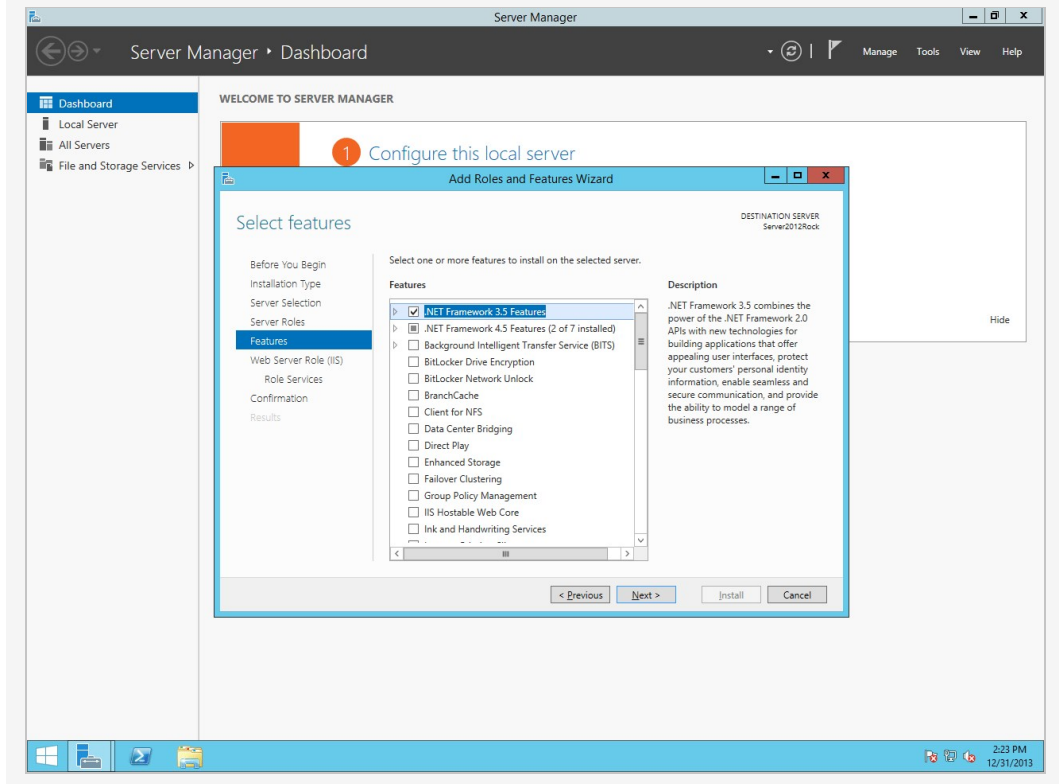 Server Manager
Server Manager • Dashboard
Manage Tools View Help
Dashboard
Local Server
All Servers
File and Storage Services
WELCOME TO SERVER MANAGER
1 Configure this local server
Hide
Add Roles and Features Wizard
Select features
DESTINATION SERVER
Server2012Rock
Before You Begin
Installation Type
Server Selection
Server Roles
Features
Web Server Role (IIS)
Role Services
Confirmation
Results
Select one or more features to install on the selected server.
Features
.NET Framework 3.5 Features
.NET Framework 4.5 Features (2 of 7 installed)
Background Intelligent Transfer Service (BITS)
BitLocker Drive Encryption
BitLocker Network Unlock
BranchCache
Client for NFS
Data Center Bridging
Direct Play
Enhanced Storage
Failover Clustering
Group Policy Management
IIS Hostable Web Core
Ink and Handwriting Services
Description
.NET Framework 3.5 combines the
power of the .NET Framework 2.0
APIs with new technologies for
building applications that offer
appealing user interfaces, protect
your customers' personal identity
information, enable seamless and
secure communication, and provide
the ability to model a range of
business processes.
< Previous Next > Install Cancel
2:23 PM
12/31/2013